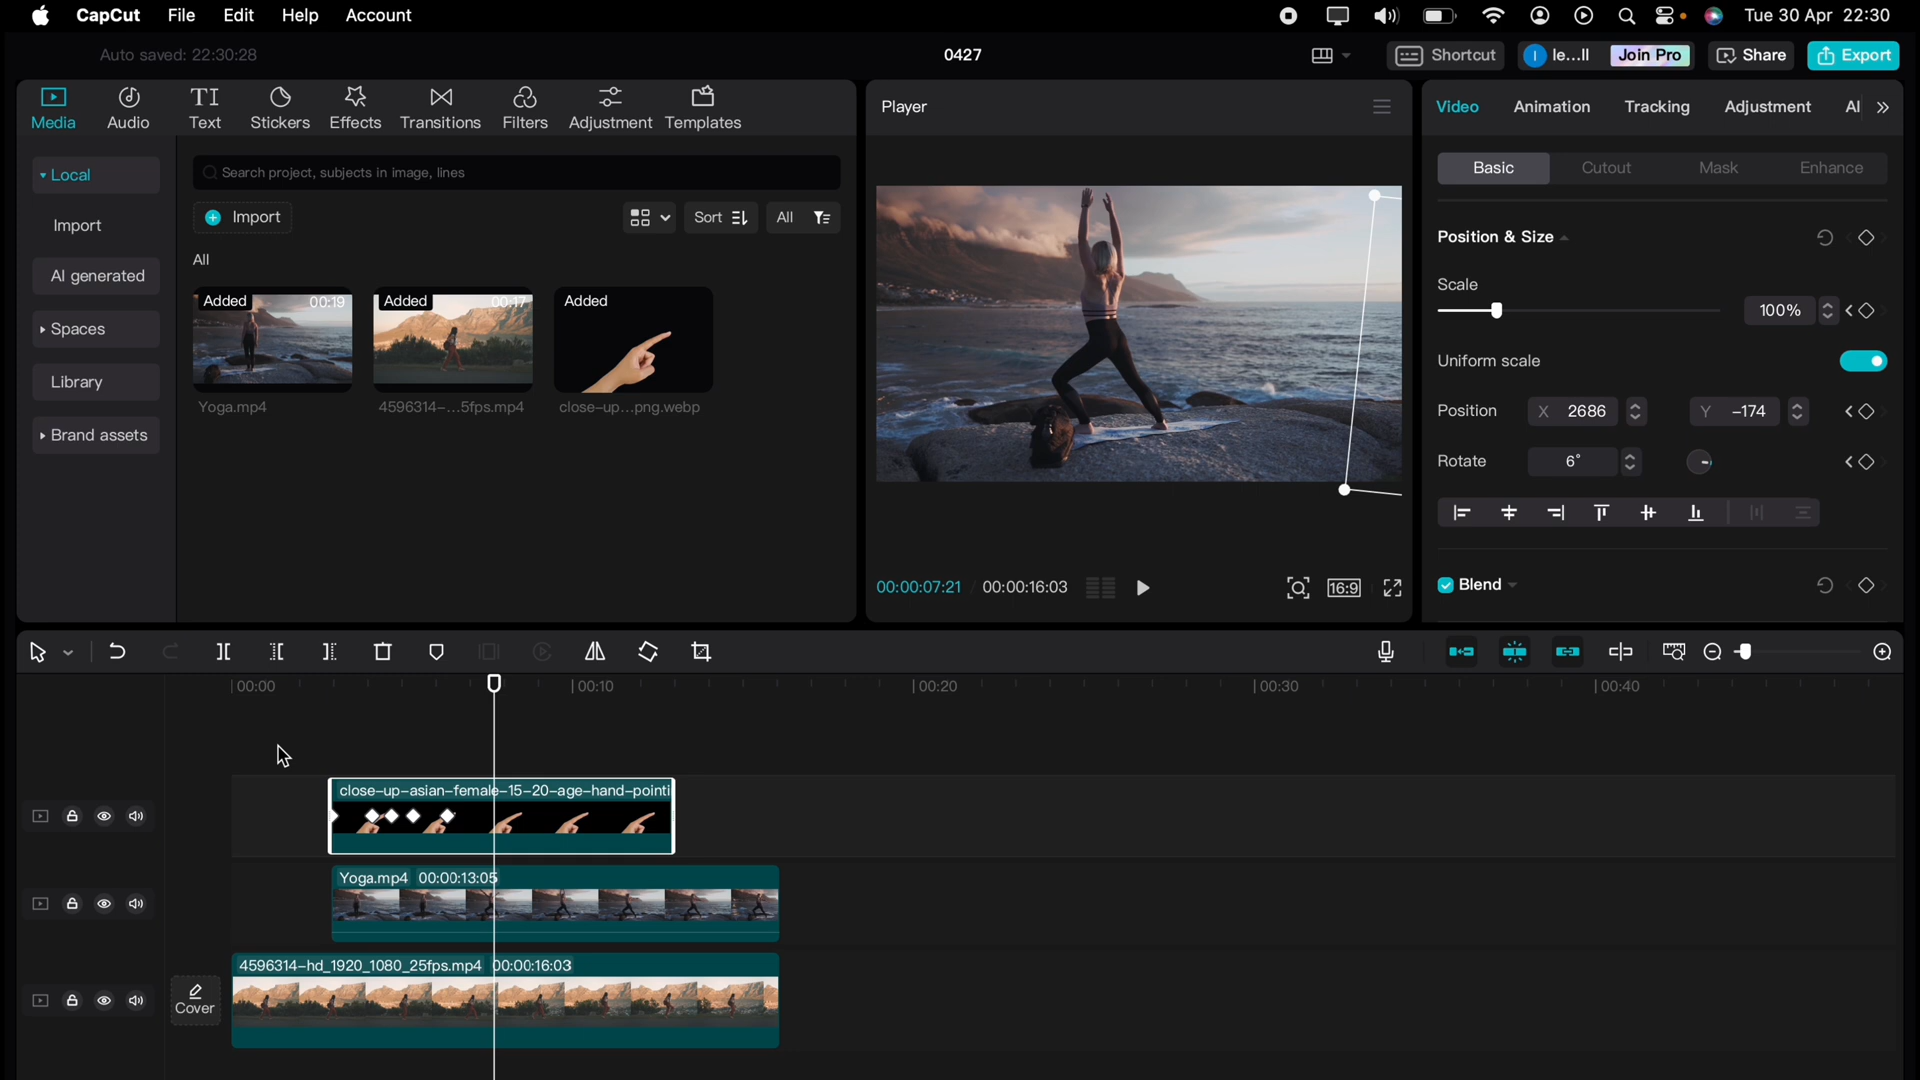 CapCut File Edit Help Account
Tue 30 Apr 22:30
Auto saved: 22:30:28
0427
Shortcut
le...ll
Join Pro
Share
Export
Media
Audio
Text
Stickers
Effects
Transitions
Filters
Adjustment
Templates
Local
Import
AI generated
Spaces
Library
Brand assets
Search project, subjects in image, lines
Import
Sort
All
All
Added 00:19
Yoga.mp4
Added 00:17
4596314-...5fps.mp4
Added
close-up...png.webp
Player
00:00:07:21 / 00:00:16:03
16:9
Video Animation Tracking Adjustment AI
Basic Cutout Mask Enhance
Position & Size
Scale
100%
Uniform scale
Position X 2686 Y -174
Rotate 6°
Blend
00:00 00:10 00:20 00:30 00:40
close-up-asian-female-15-20-age-hand-pointi
Yoga.mp4 00:00:13:05
4596314-hd_1920_1080_25fps.mp4 00:00:16:03
Cover